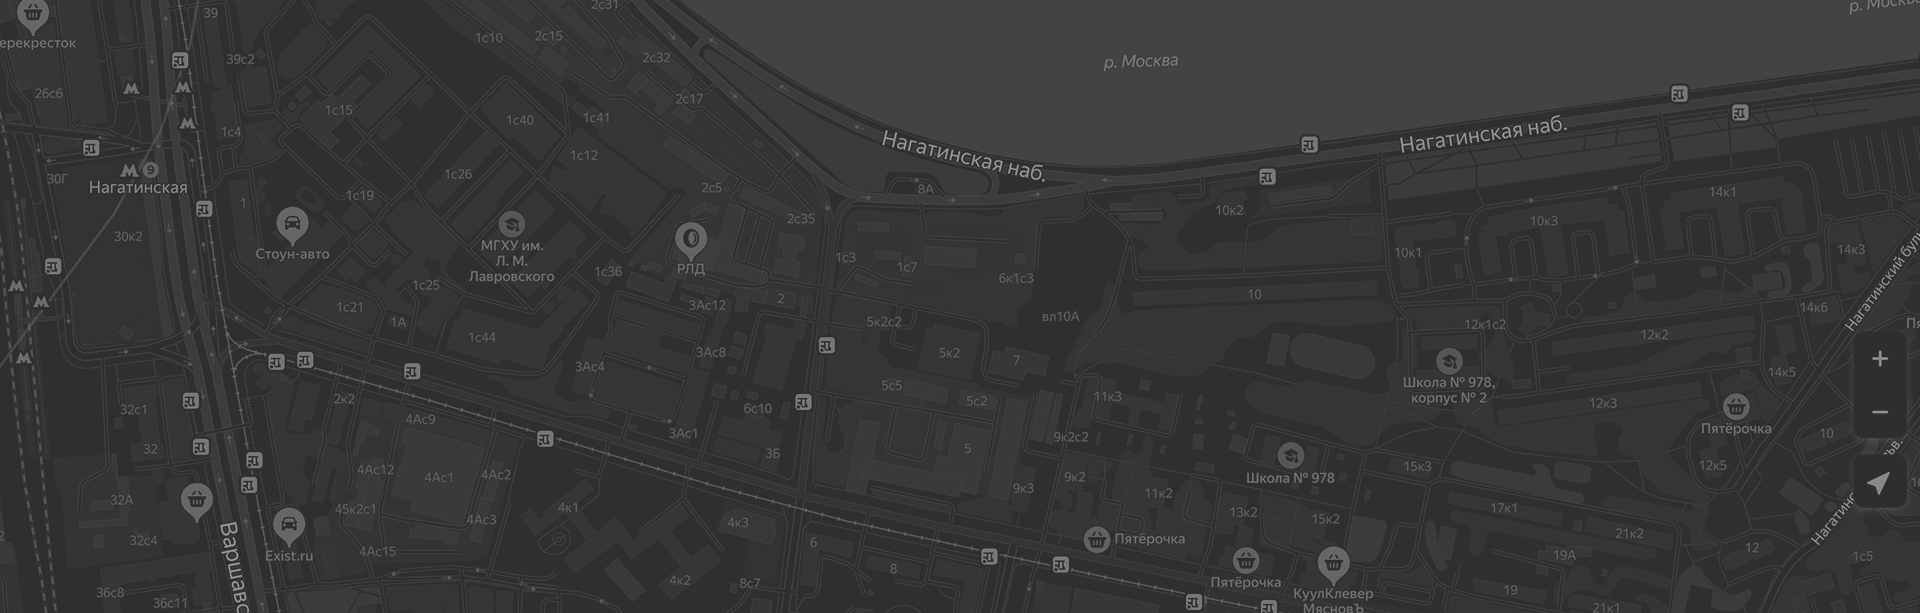 2с31
39
1с10
2с15
р. Москва
ерекресток
39с2
2с32
р. Москва
26с6
2с17
1с15
1с40
1с41
1с4
1с12
Нагатинская наб.
Нагатинская наб.
9
30Г
Нагатинская
1с26
2с5
8А
14к1
1
1с19
2с35
10к2
10к3
30к2
Стоун-авто
МГХУ им.
Л. М.
Лавровского
РЛД
1с3
1с7
10к1
14к3
1с36
6к1с3
1с25
10
1с21
3Ас12
2
14к6
Нагатинский буль
1А
5к2с2
вл10А
12к1с2
12к2
1с44
3Ас8
5к2
7
3Ас4
14к5
5с5
Школа № 978,
корпус № 2
32с1
2к2
6с10
5с2
11к3
12к3
4Ас9
3Ас1
9к2с2
Пятёрочка
10
32
3Б
5
4Ас12
4Ас1
4Ас2
9к2
Школа № 978
15к3
12к5
32А
45к2с1
4Ас3
4к1
9к3
11к2
17к1
13к2
15к2
4к3
21к2
32с4
Варшавс
Exist.ru
4Ас15
6
Пятёрочка
12
Нагатинс
19А
1с5
4к2
8с7
8
Пятёрочка
КуулКлевер
МясновЪ
19
36с8
36с11
21к1